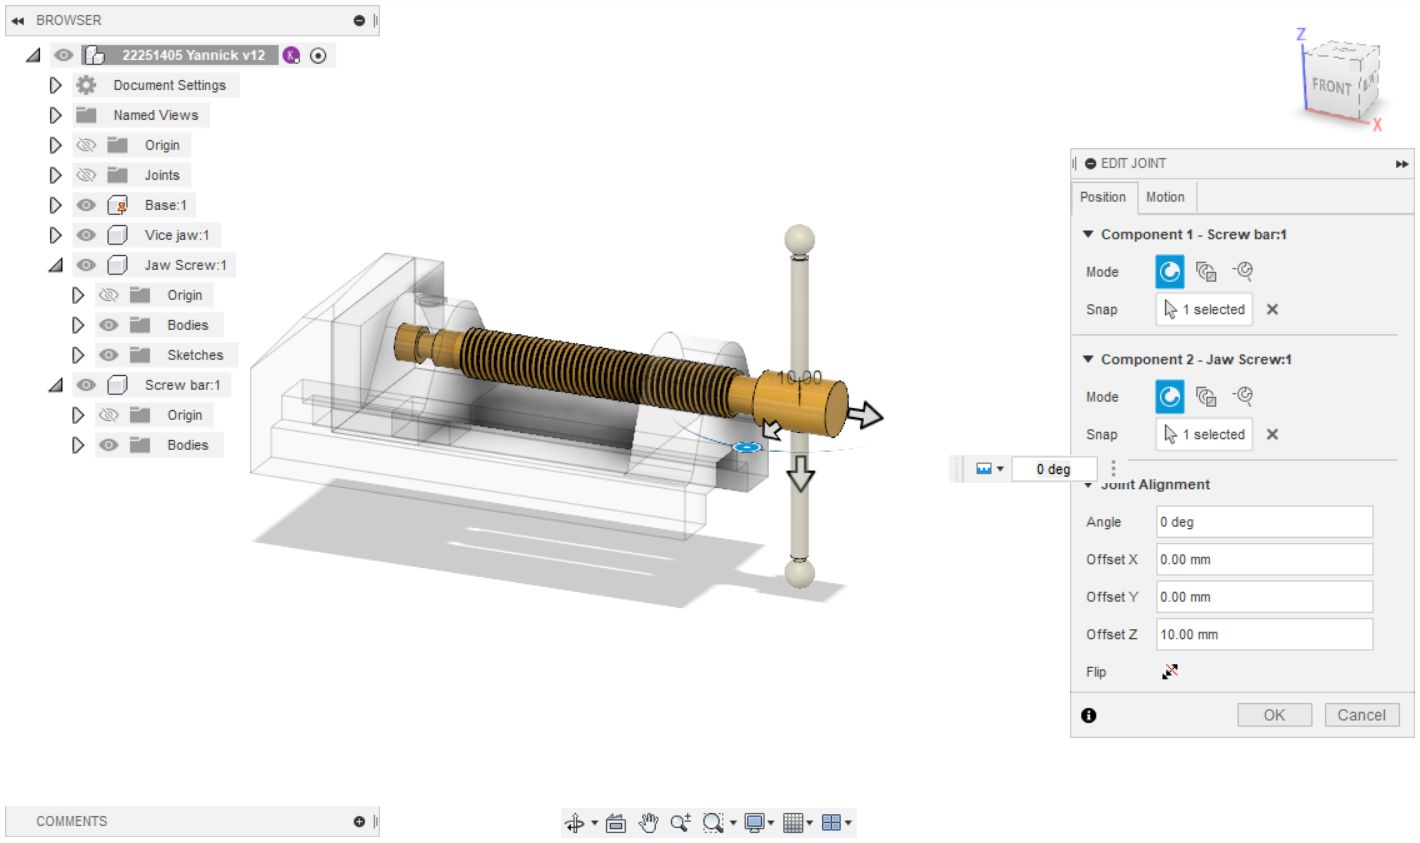 BROWSER
22251405 Yannick v12
K
Document Settings
Named Views
Origin
Joints
Base:1
Vice jaw:1
Jaw Screw:1
Origin
Bodies
Sketches
Screw bar:1
Origin
Bodies
COMMENTS
10.00
Z
FRONT
X
EDIT JOINT
Position Motion
Component 1 - Screw bar:1
Mode
Snap 1 selected
Component 2 - Jaw Screw:1
Mode
Snap 1 selected
0 deg
Joint Alignment
Angle 0 deg
Offset X 0.00 mm
Offset Y 0.00 mm
Offset Z 10.00 mm
Flip
OK Cancel